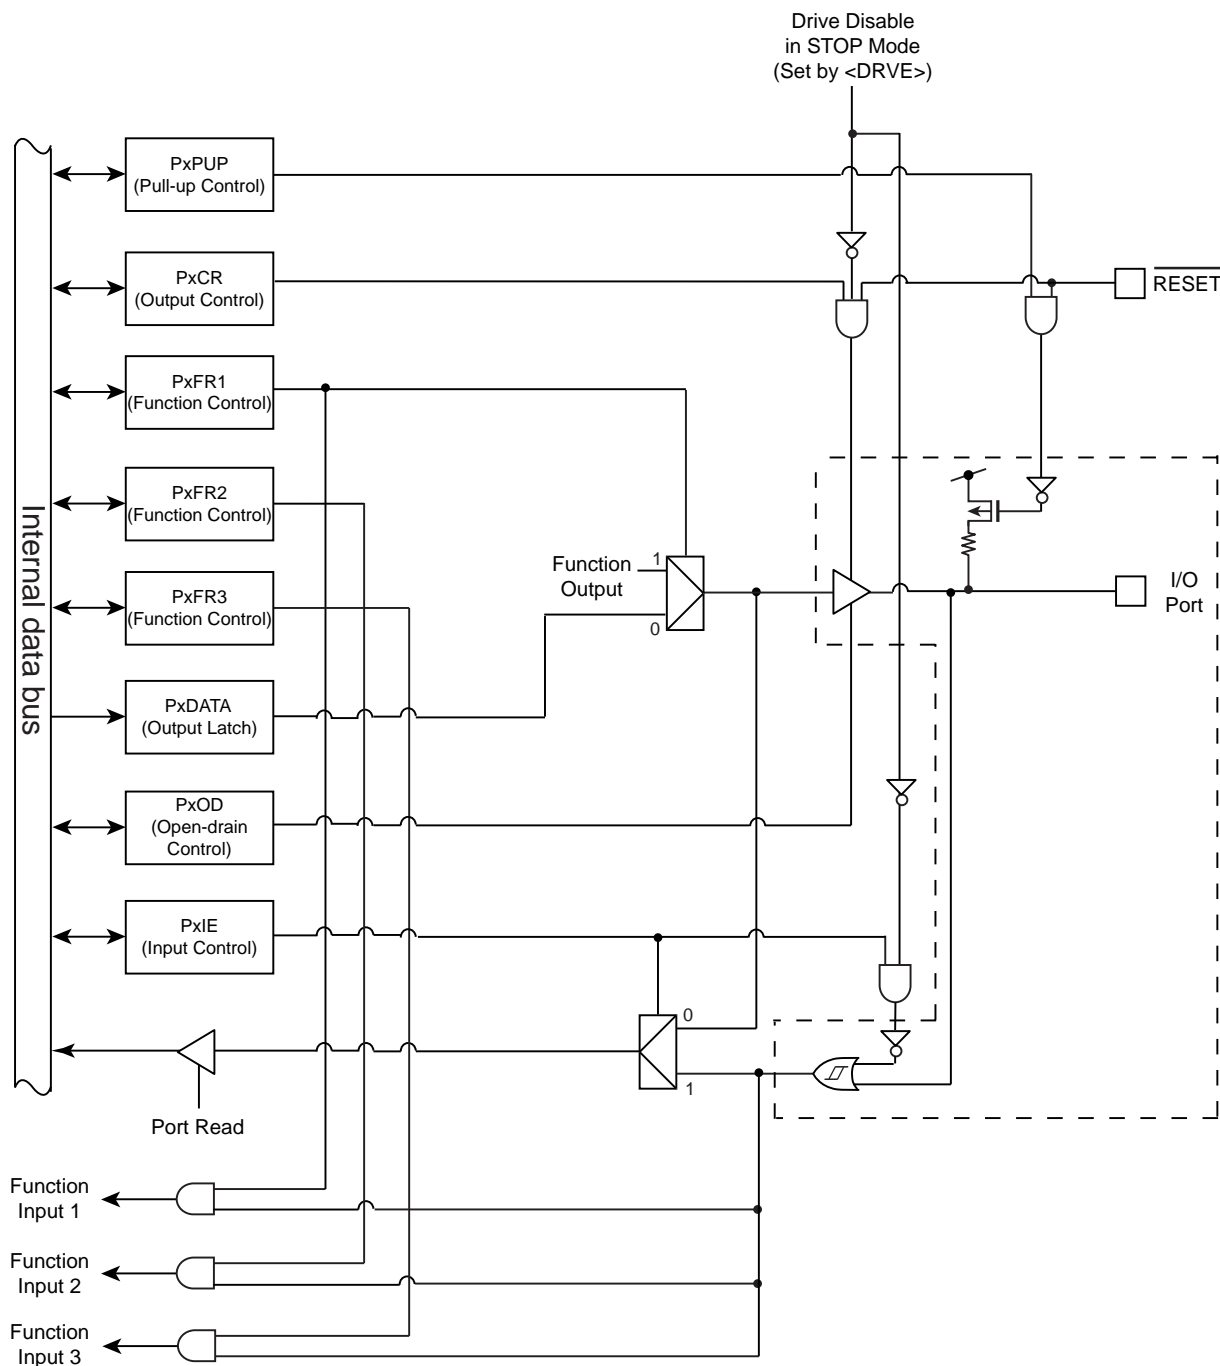 Drive Disable
in STOP Mode
(Set by <DRVE>)
Internal data bus
PxPUP
(Pull-up Control)
PxCR
(Output Control)
RESET
PxFR1
(Function Control)
PxFR2
(Function Control)
Function
Output
1
0
I/O
Port
PxFR3
(Function Control)
PxDATA
(Output Latch)
PxOD
(Open-drain
Control)
PxIE
(Input Control)
0
1
Port Read
Function
Input 1
Function
Input 2
Function
Input 3